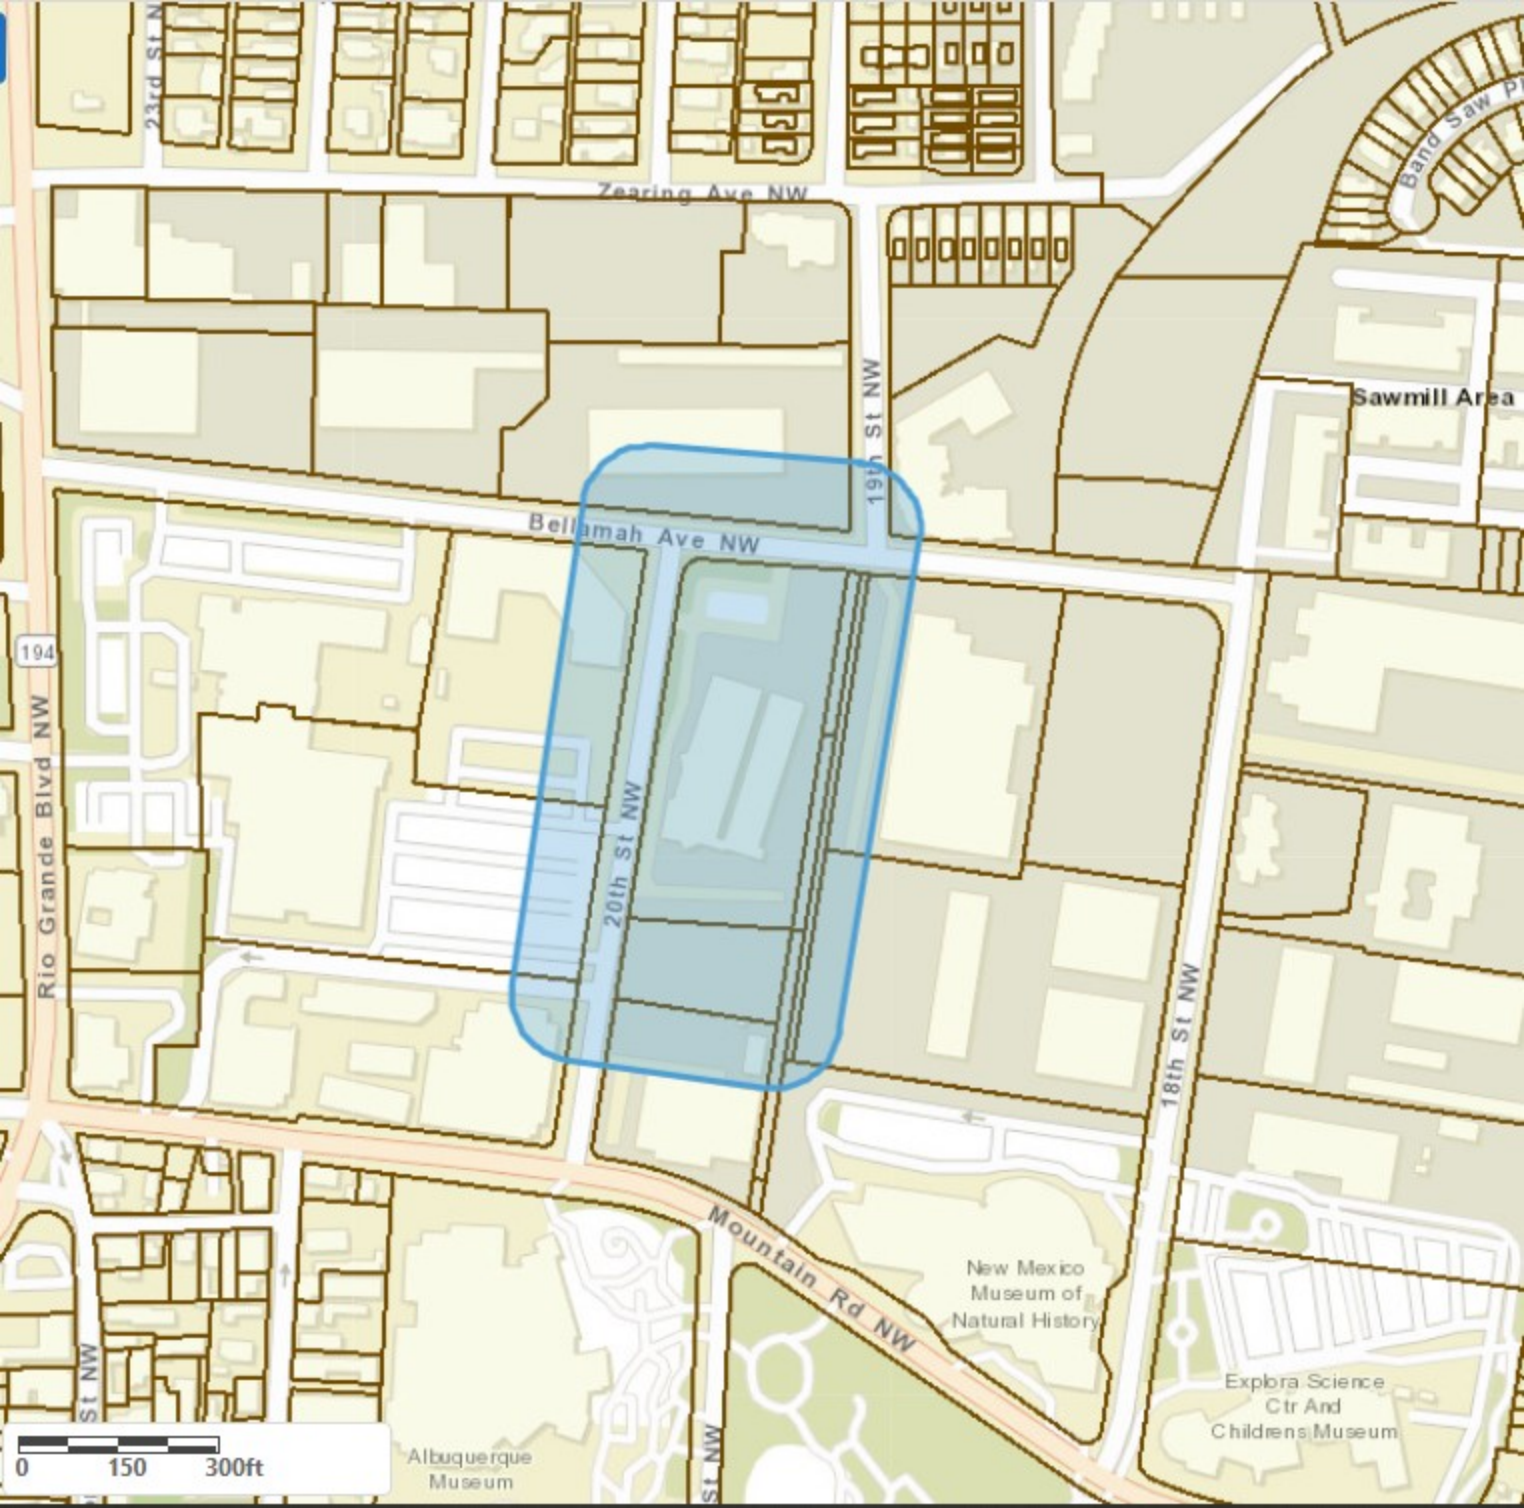 23rd St N
Band Saw Pl
Zearing Ave NW
19th St NW
Sawmill Area
Bellamah Ave NW
194
Rio Grande Blvd NW
20th St NW
18th St NW
Mountain Rd NW
New Mexico
Museum of
Natural History
Explora Science
Ctr And
Childrens Museum
St NW
St NW
Albuquerque
Museum
0 150 300ft